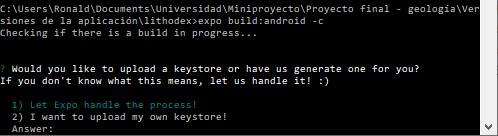 C:\Users\Ronald\Documents\Universidad\Miniproyecto\Proyecto final - geología\Ver
siones de la aplicación\lithodex>expo build:android -c
Checking if there is a build in progress...
? Would you like to upload a keystore or have us generate one for you?
If you don't know what this means, let us handle it! :)
1) Let Expo handle the process!
2) I want to upload my own keystore!
Answer: